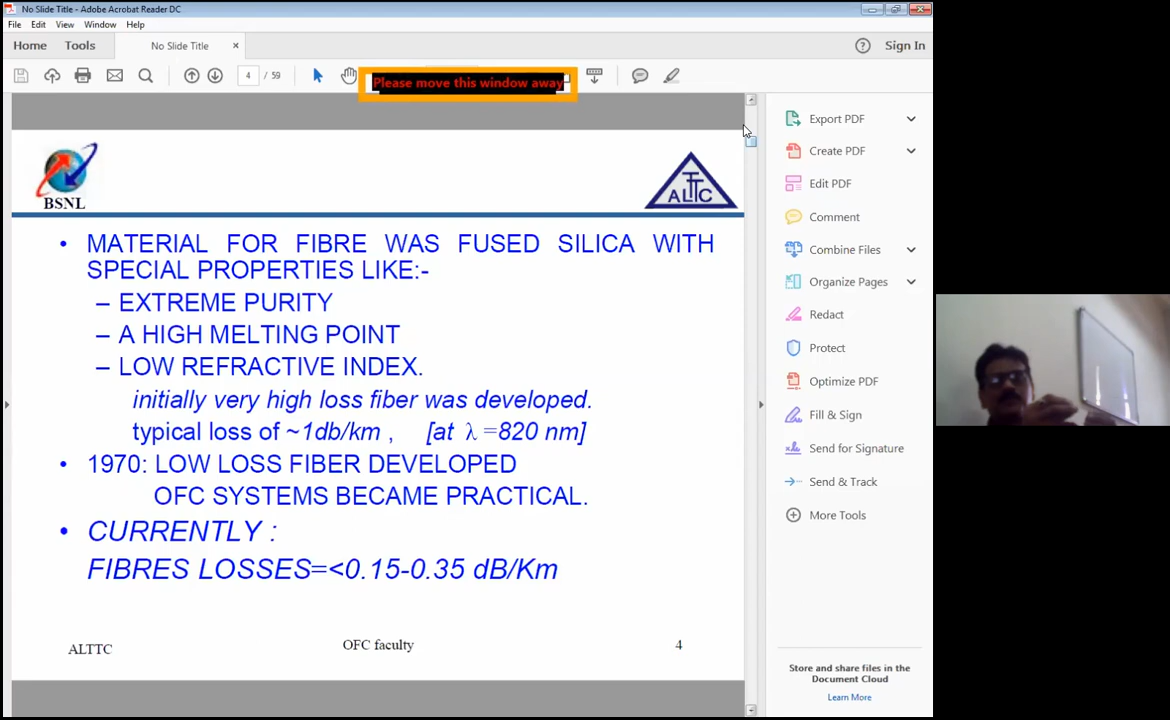 No Slide Title - Adobe Acrobat Reader DC
File Edit View Window Help
Home Tools No Slide Title × ? Sign In
4 / 59
Please move this window away
Export PDF
Create PDF
Edit PDF
Comment
Combine Files
Organize Pages
Redact
Protect
Optimize PDF
Fill & Sign
Send for Signature
Send & Track
More Tools
Store and share files in the
Document Cloud
Learn More
BSNL
ALTTC
• MATERIAL FOR FIBRE WAS FUSED SILICA WITH
SPECIAL PROPERTIES LIKE:-
– EXTREME PURITY
– A HIGH MELTING POINT
– LOW REFRACTIVE INDEX.
initially very high loss fiber was developed.
typical loss of ~1db/km , [at λ =820 nm]
• 1970: LOW LOSS FIBER DEVELOPED
OFC SYSTEMS BECAME PRACTICAL.
• CURRENTLY :
FIBRES LOSSES=<0.15-0.35 dB/Km
ALTTC OFC faculty 4